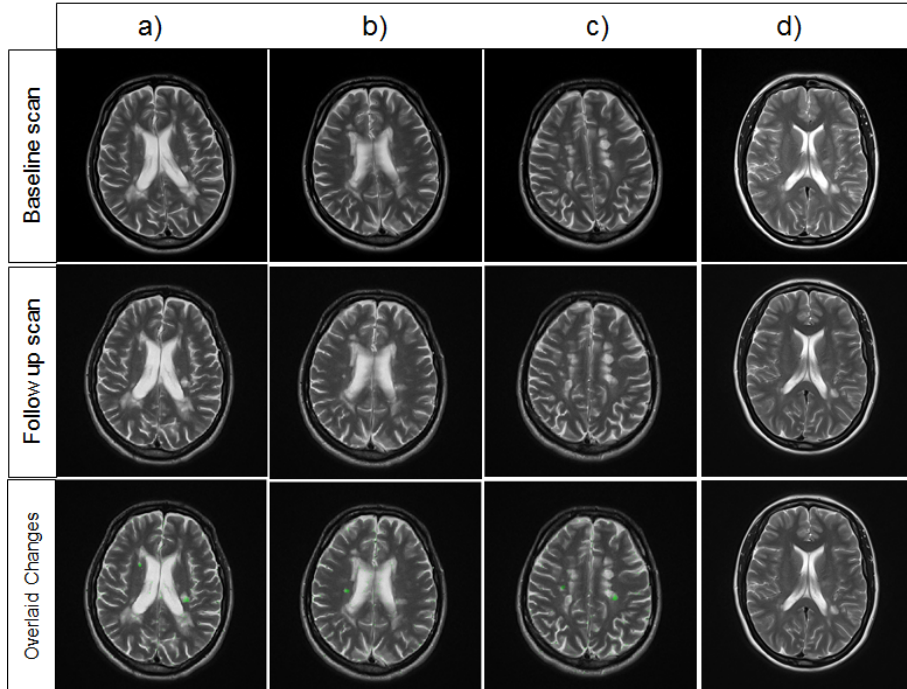 a)
b)
c)
d)
Baseline scan
Follow up scan
Overlaid Changes